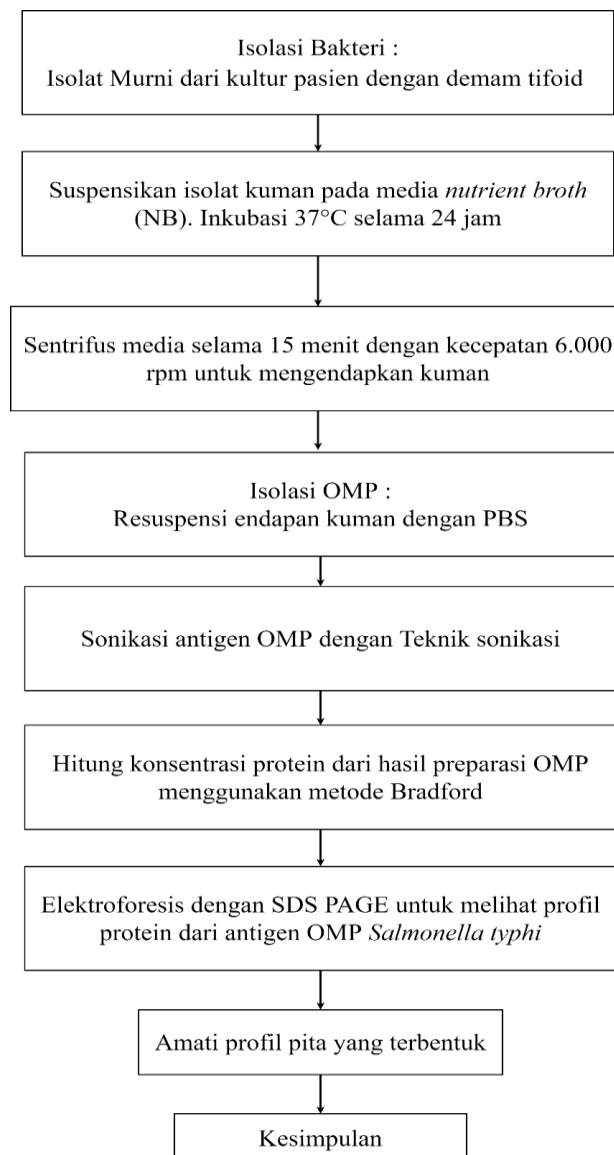 Isolasi Bakteri :
Isolat Murni dari kultur pasien dengan demam tifoid
Suspensikan isolat kuman pada media nutrient broth
(NB). Inkubasi 37°C selama 24 jam
Sentrifus media selama 15 menit dengan kecepatan 6.000
rpm untuk mengendapkan kuman
Isolasi OMP :
Resuspensi endapan kuman dengan PBS
Sonikasi antigen OMP dengan Teknik sonikasi
Hitung konsentrasi protein dari hasil preparasi OMP
menggunakan metode Bradford
Elektroforesis dengan SDS PAGE untuk melihat profil
protein dari antigen OMP Salmonella typhi
Amati profil pita yang terbentuk
Kesimpulan